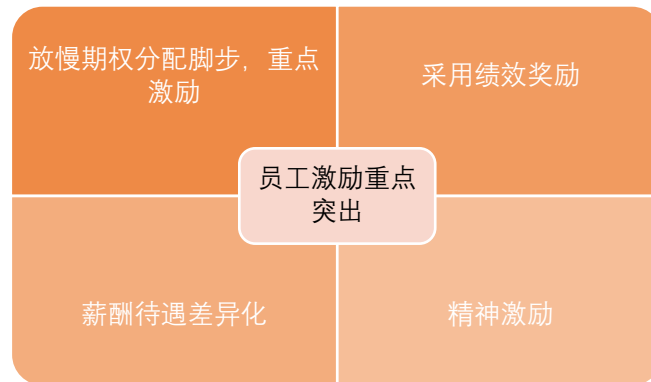 放慢期权分配脚步，重点
激励
采用绩效奖励
员工激励重点
突出
薪酬待遇差异化
精神激励